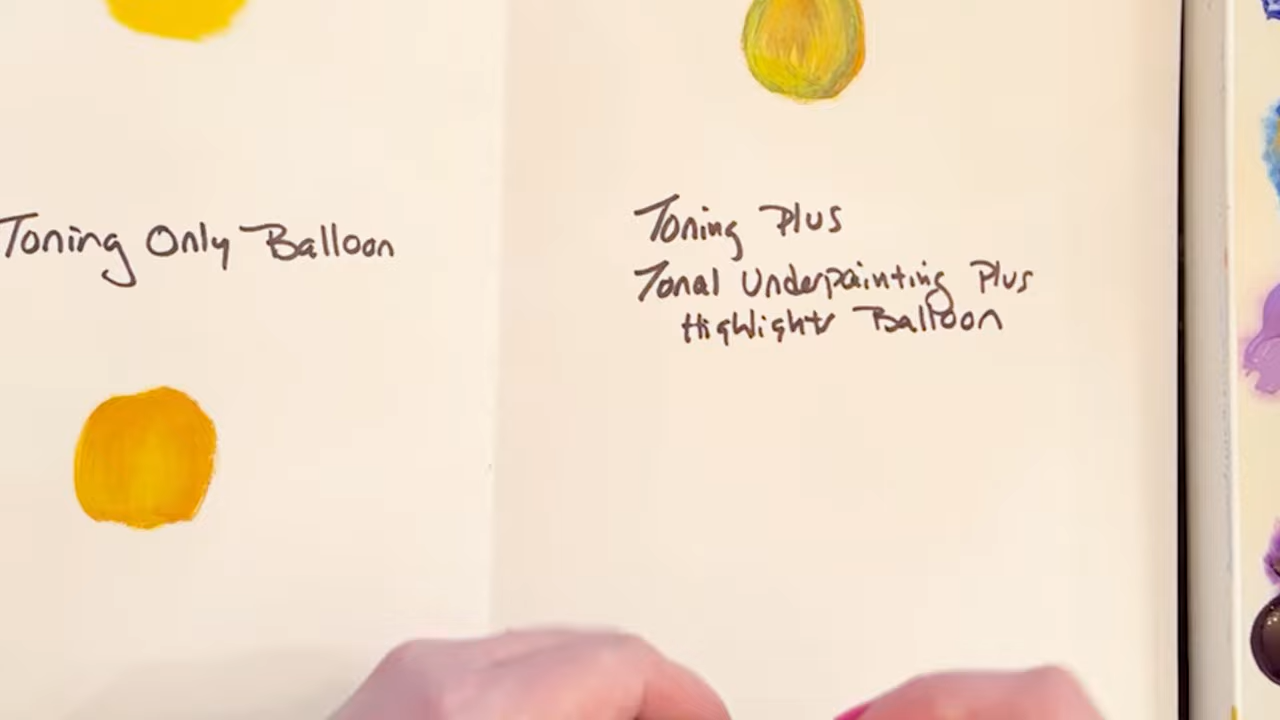 Toning Only Balloon
Toning Plus
Tonal Underpainting Plus
Highlights Balloon